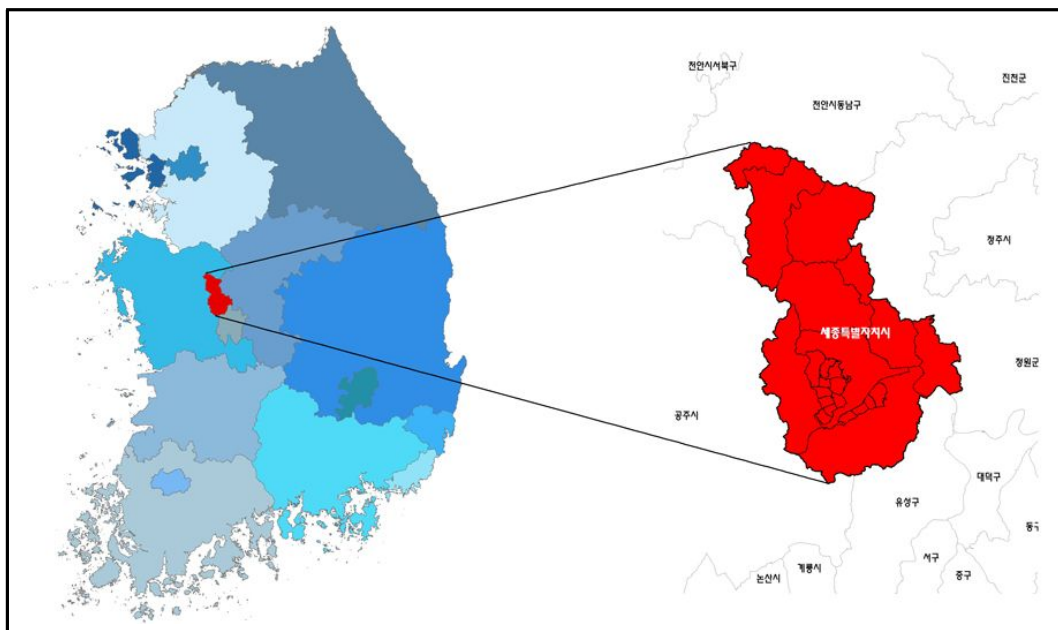 천안시서북구
진천군
천안시동남구
청주시
세종특별자치시
청원군
공주시
대덕구
유성구
동구
서구
계룡시
논산시
중구